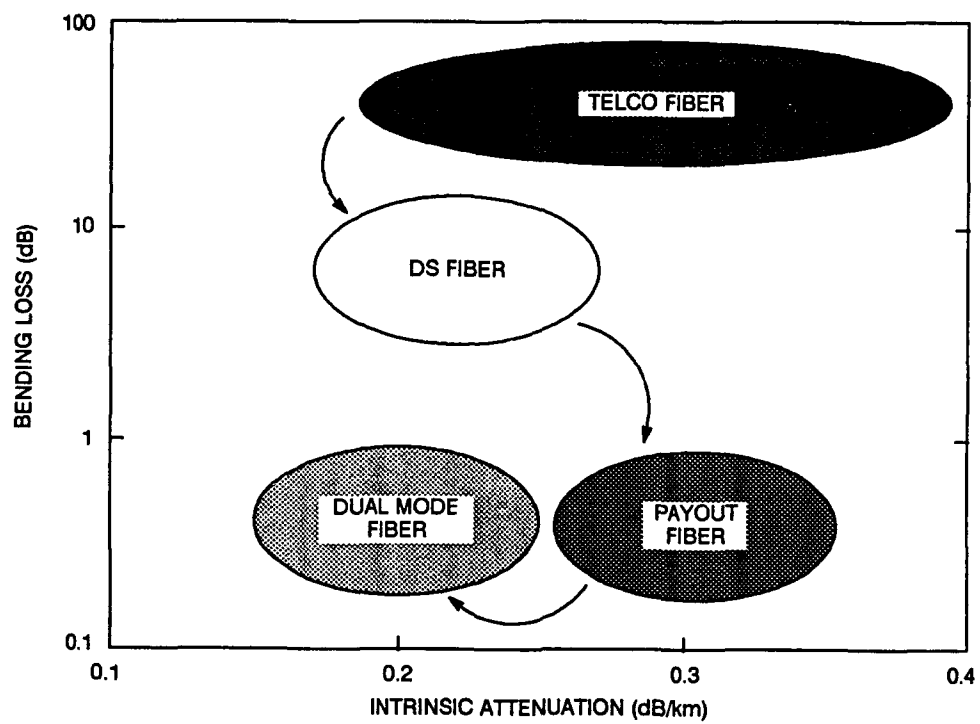 100
TELCO FIBER
10
DS FIBER
BENDING LOSS (dB)
1
DUAL MODE
FIBER
PAYOUT
FIBER
0.1
0.1
0.2
0.3
0.4
INTRINSIC ATTENUATION (dB/km)